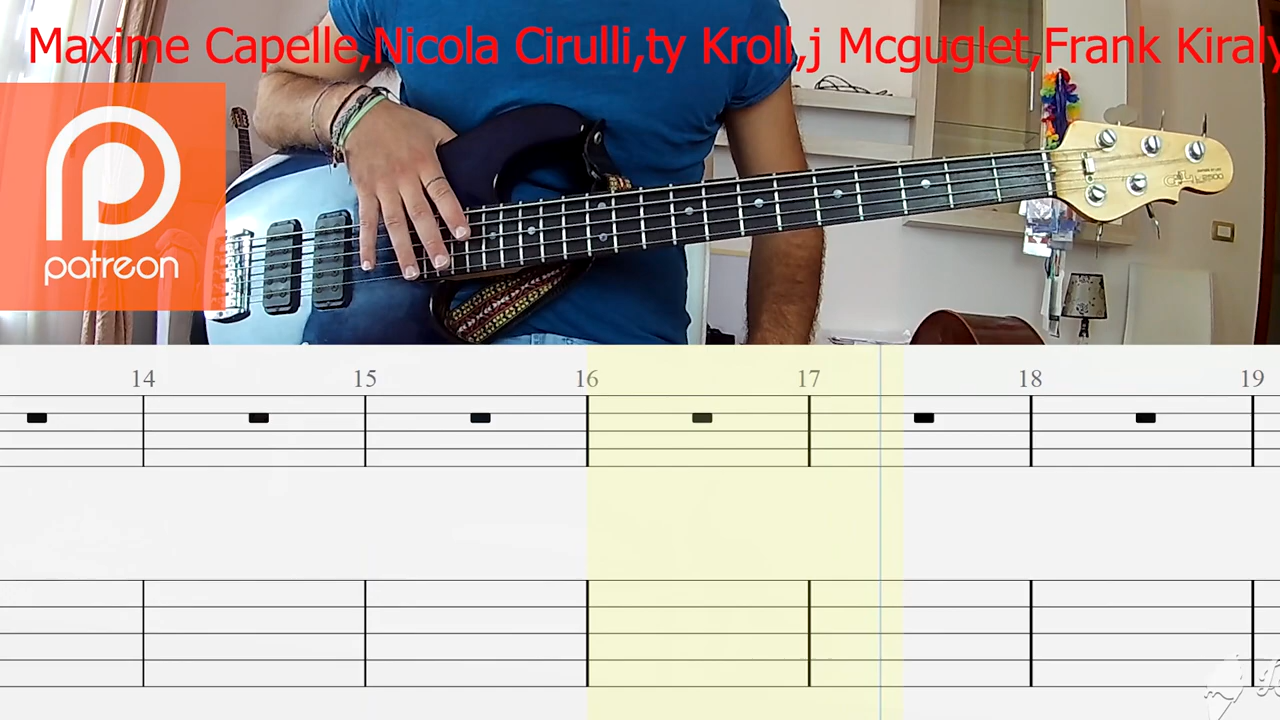 Maxime Capelle,Nicola Cirulli,ty Kroll,j Mcguglet,Frank Kiraly
patreon
14 15 16 17 18 19